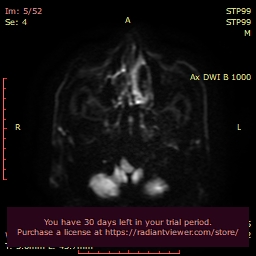 Im: 5/52
Se: 4
A
STP99
STP99
M
Ax DWI B 1000
R
L
You have 30 days left in your trial period.
Purchase a license at https://radiantviewer.com/store/